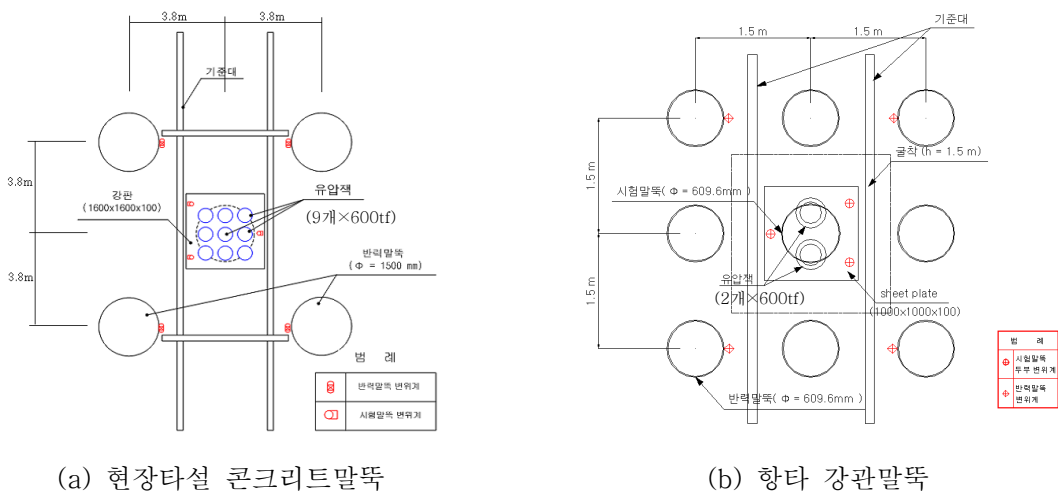 3.8m
3.8m
기준대
3.8m
3.8m
강판
(1600x1600x100)
유압잭
(9개×600tf)
반력말뚝
( Φ = 1500 mm)
범 례
반력말뚝 변위계
시험말뚝 변위계
(a) 현장타설 콘크리트말뚝
기준대
1.5 m
1.5 m
굴착 (h = 1.5 m)
1.5 m
1.5 m
시험말뚝( Φ = 609.6mm )
유압잭
(2개×600tf)
sheet plate
(1000x1000x100)
반력말뚝( Φ = 609.6mm )
범 례
시험말뚝
두부 변위계
반력말뚝
변위계
(b) 항타 강관말뚝